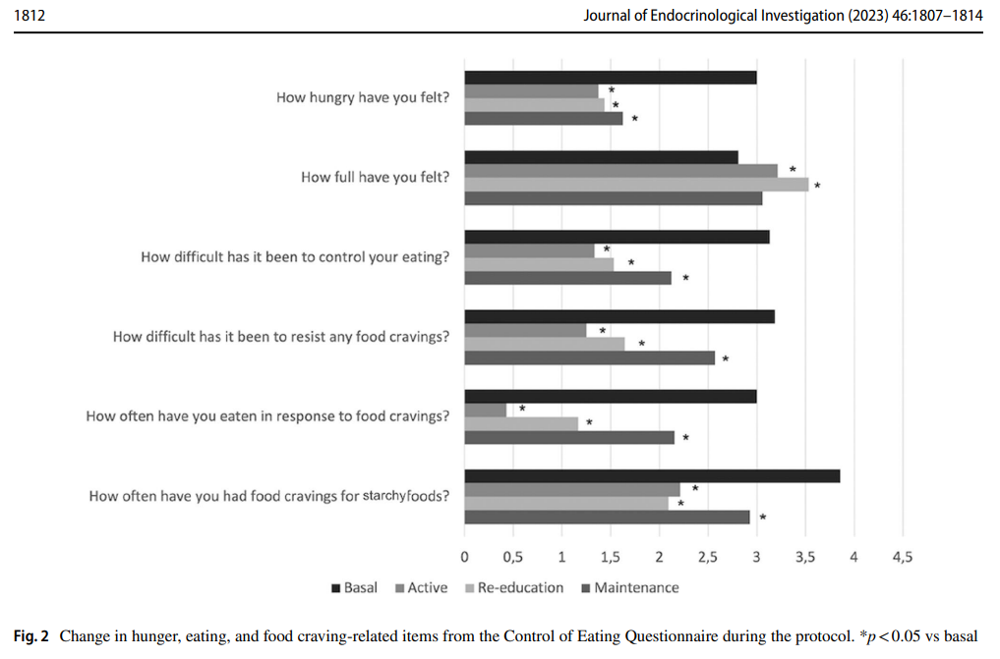 1812
Journal of Endocrinological Investigation (2023) 46:1807–1814
How hungry have you felt?
*
*
*
How full have you felt?
*
*
How difficult has it been to control your eating?
*
*
*
How difficult has it been to resist any food cravings?
*
*
*
How often have you eaten in response to food cravings?
*
*
*
How often have you had food cravings for starchyfoods?
*
*
*
0 0,5 1 1,5 2 2,5 3 3,5 4 4,5
Basal Active Re-education Maintenance
Fig. 2 Change in hunger, eating, and food craving-related items from the Control of Eating Questionnaire during the protocol. *p < 0.05 vs basal